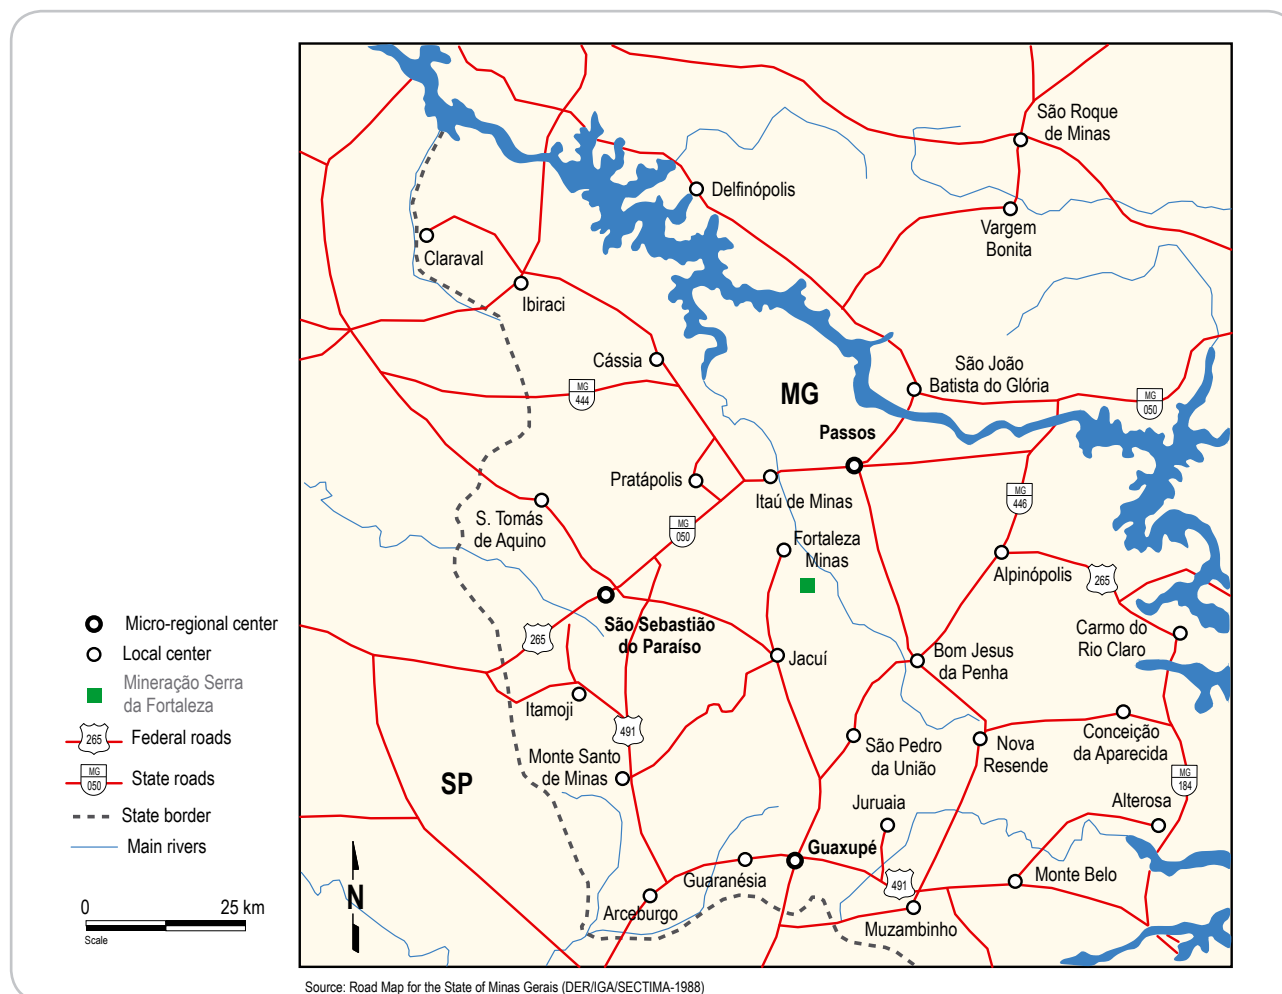 São Roque
de Minas
Delfinópolis
Vargem
Bonita
Claraval
Ibiraci
Cássia
São João
Batista do Glória
MG
444
MG
MG
050
Passos
Pratápolis
Itaú de Minas
MG
446
S. Tomás
de Aquino
MG
050
Fortaleza
Minas
Alpinópolis
265
Micro-regional center
Local center
Mineração Serra
da Fortaleza
265
Federal roads
MG
050
State roads
State border
Main rivers
São Sebastião
do Paraíso
265
Carmo do
Rio Claro
Jacuí
Bom Jesus
da Penha
Itamoji
491
Conceição
da Aparecida
Nova
Resende
São Pedro
da União
Monte Santo
de Minas
SP
MG
184
Juruaia
Alterosa
Guaxupé
Guaranésia
Monte Belo
491
Arceburgo
Muzambinho
N
0 25 km
Scale
Source: Road Map for the State of Minas Gerais (DER/IGA/SECTIMA-1988)